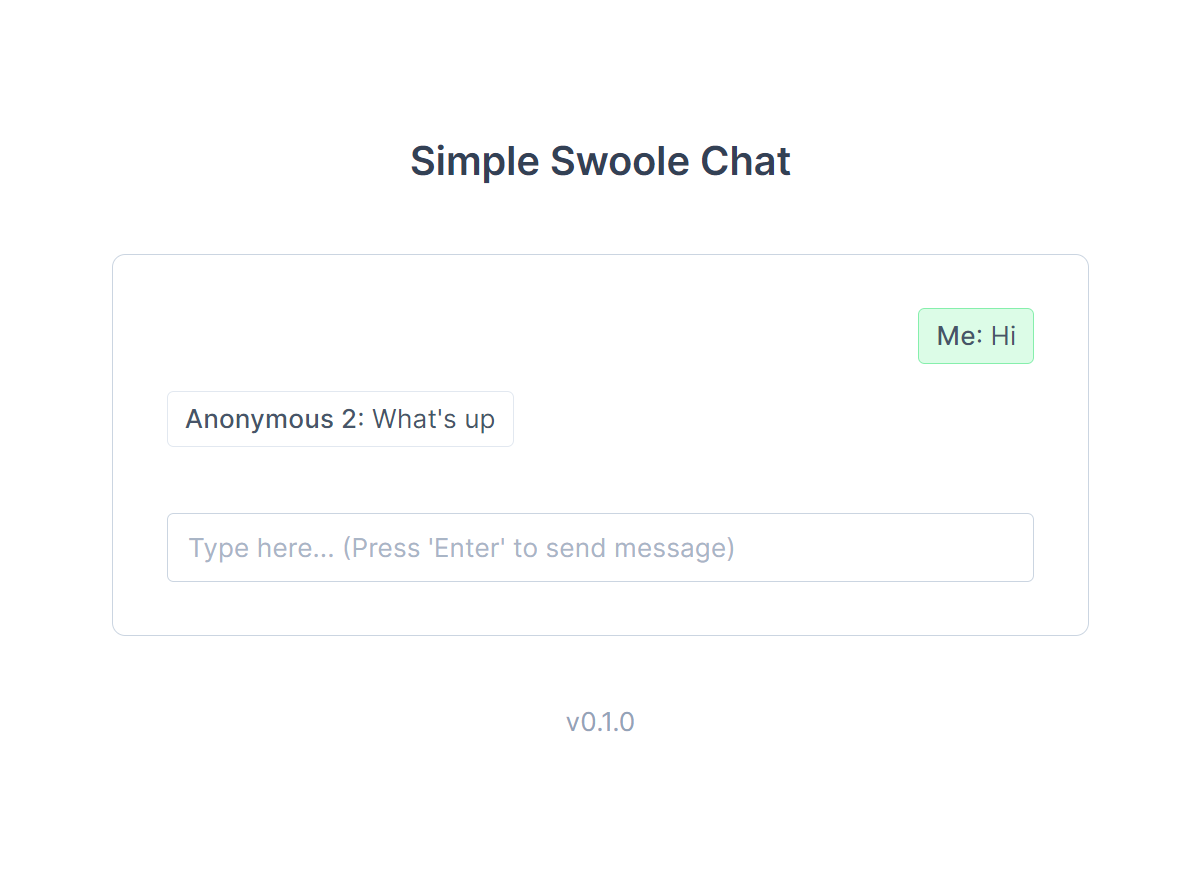 Simple Swoole Chat
Me: Hi
Anonymous 2: What's up
Type here... (Press 'Enter' to send message)
v0.1.0